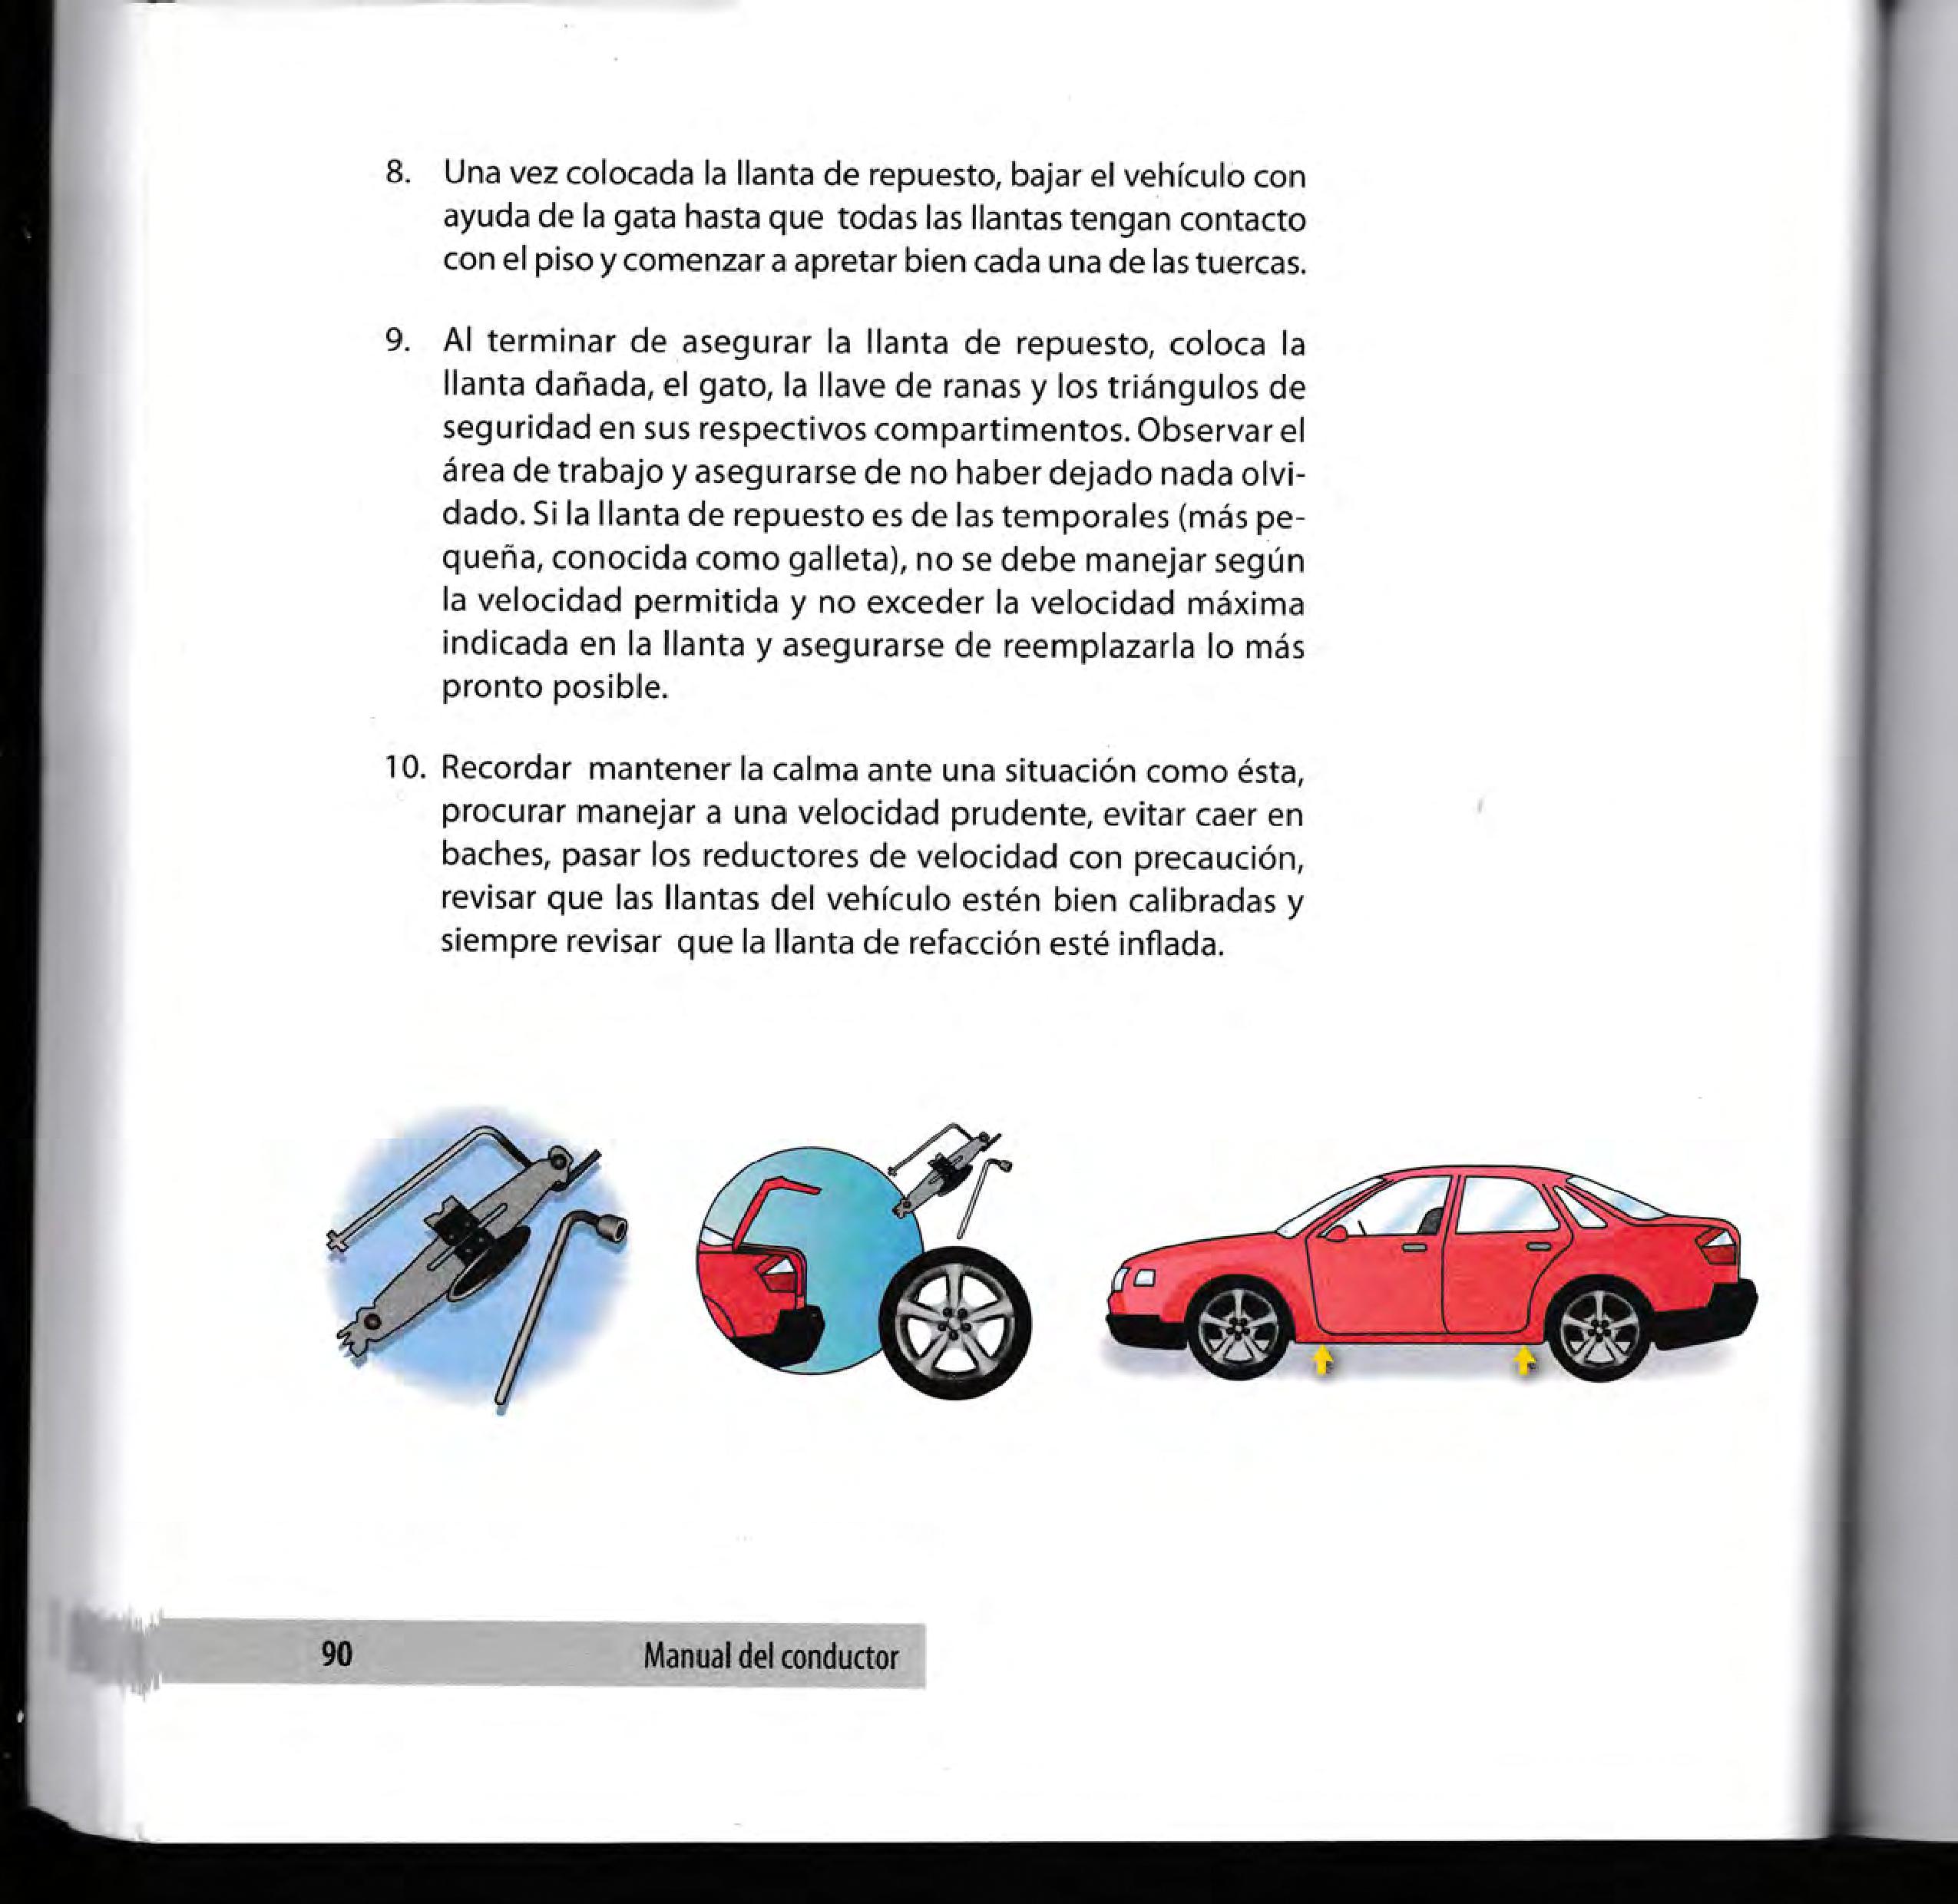 8. Una vez colocada la llanta de repuesto, bajar el vehículo con
ayuda de la gata hasta que todas las llantas tengan contacto
con el piso y comenzar a apretar bien cada una de las tuercas.
9. Al terminar de asegurar la llanta de repuesto, coloca la
llanta dañada, el gato, la llave de ranas y los triángulos de
seguridad en sus respectivos compartimentos. Observar el
área de trabajo y asegurarse de no haber dejado nada olvi-
dado. Si la llanta de repuesto es de las temporales (más pe-
queña, conocida como galleta), no se debe manejar según
la velocidad permitida y no exceder la velocidad máxima
indicada en la llanta y asegurarse de reemplazarla lo más
pronto posible.
10. Recordar mantener la calma ante una situación como ésta,
procurar manejar a una velocidad prudente, evitar caer en
baches, pasar los reductores de velocidad con precaución,
revisar que las llantas del vehículo estén bien calibradas y
siempre revisar que la llanta de refacción esté inflada.
90 Manual del conductor